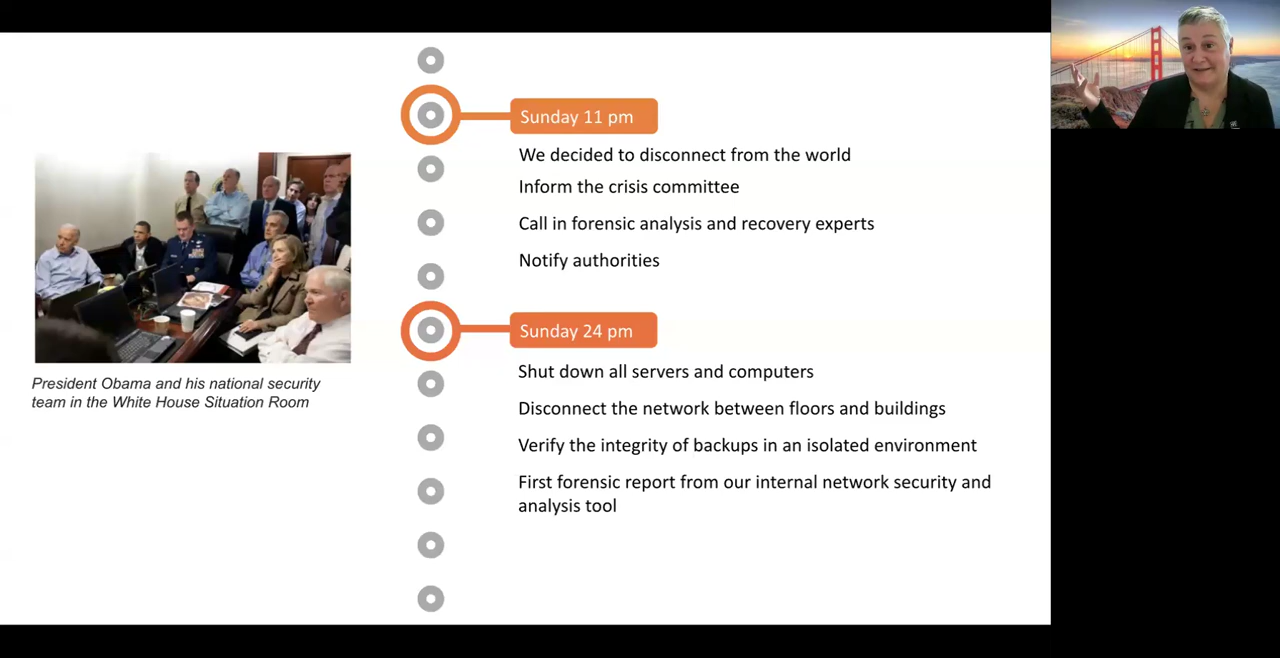 Sunday 11 pm
We decided to disconnect from the world
Inform the crisis committee
Call in forensic analysis and recovery experts
Notify authorities
President Obama and his national security
team in the White House Situation Room
Sunday 24 pm
Shut down all servers and computers
Disconnect the network between floors and buildings
Verify the integrity of backups in an isolated environment
First forensic report from our internal network security and
analysis tool